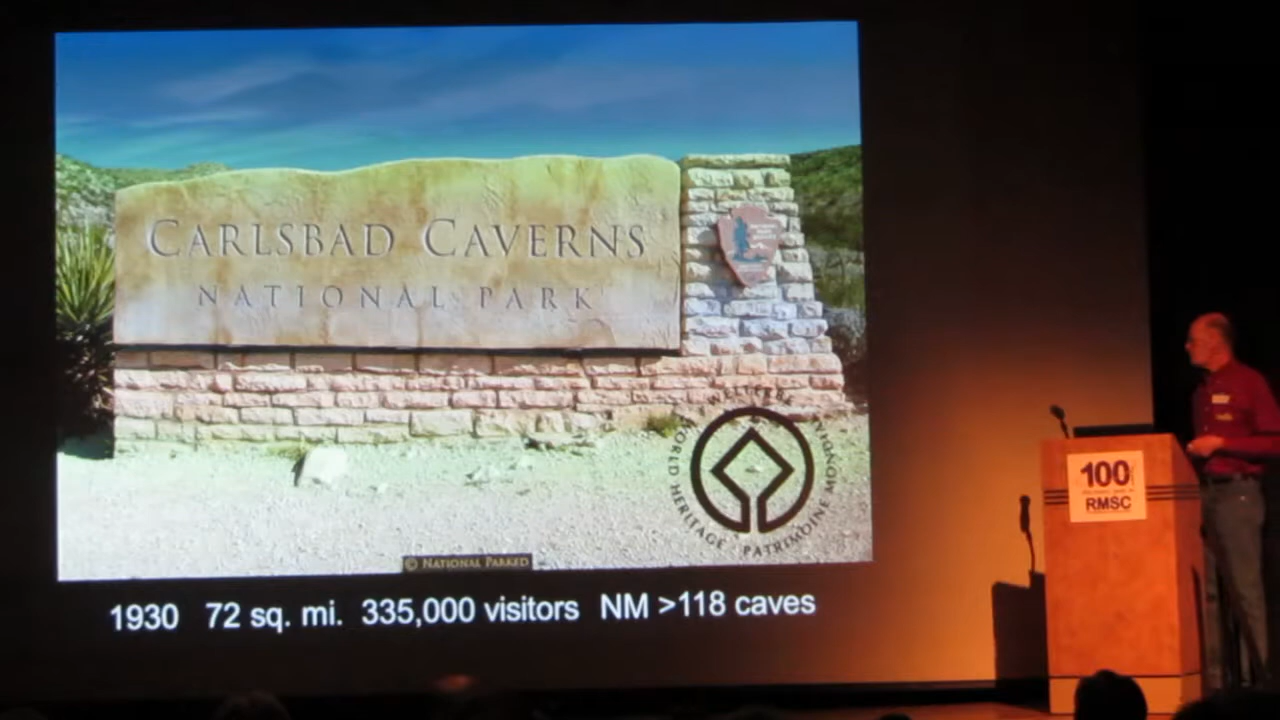 CARLSBAD CAVERNS
NATIONAL PARK
WELTERBE
WORLD HERITAGE · PATRIMOINE MONDIAL
© NATIONAL PARKED
1930 72 sq. mi. 335,000 visitors NM >118 caves
100
RMSC